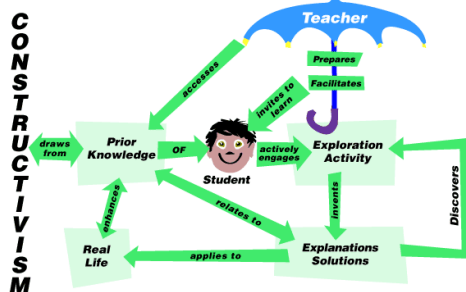 CONSTRUCTIVISM
Teacher
Prepares
Facilitates
accesses
invites to
learn
draws
from
Prior
Knowledge
OF
Student
actively
engages
Exploration
Activity
enhances
relates to
invents
Discovers
Real
Life
applies to
Explanations
Solutions